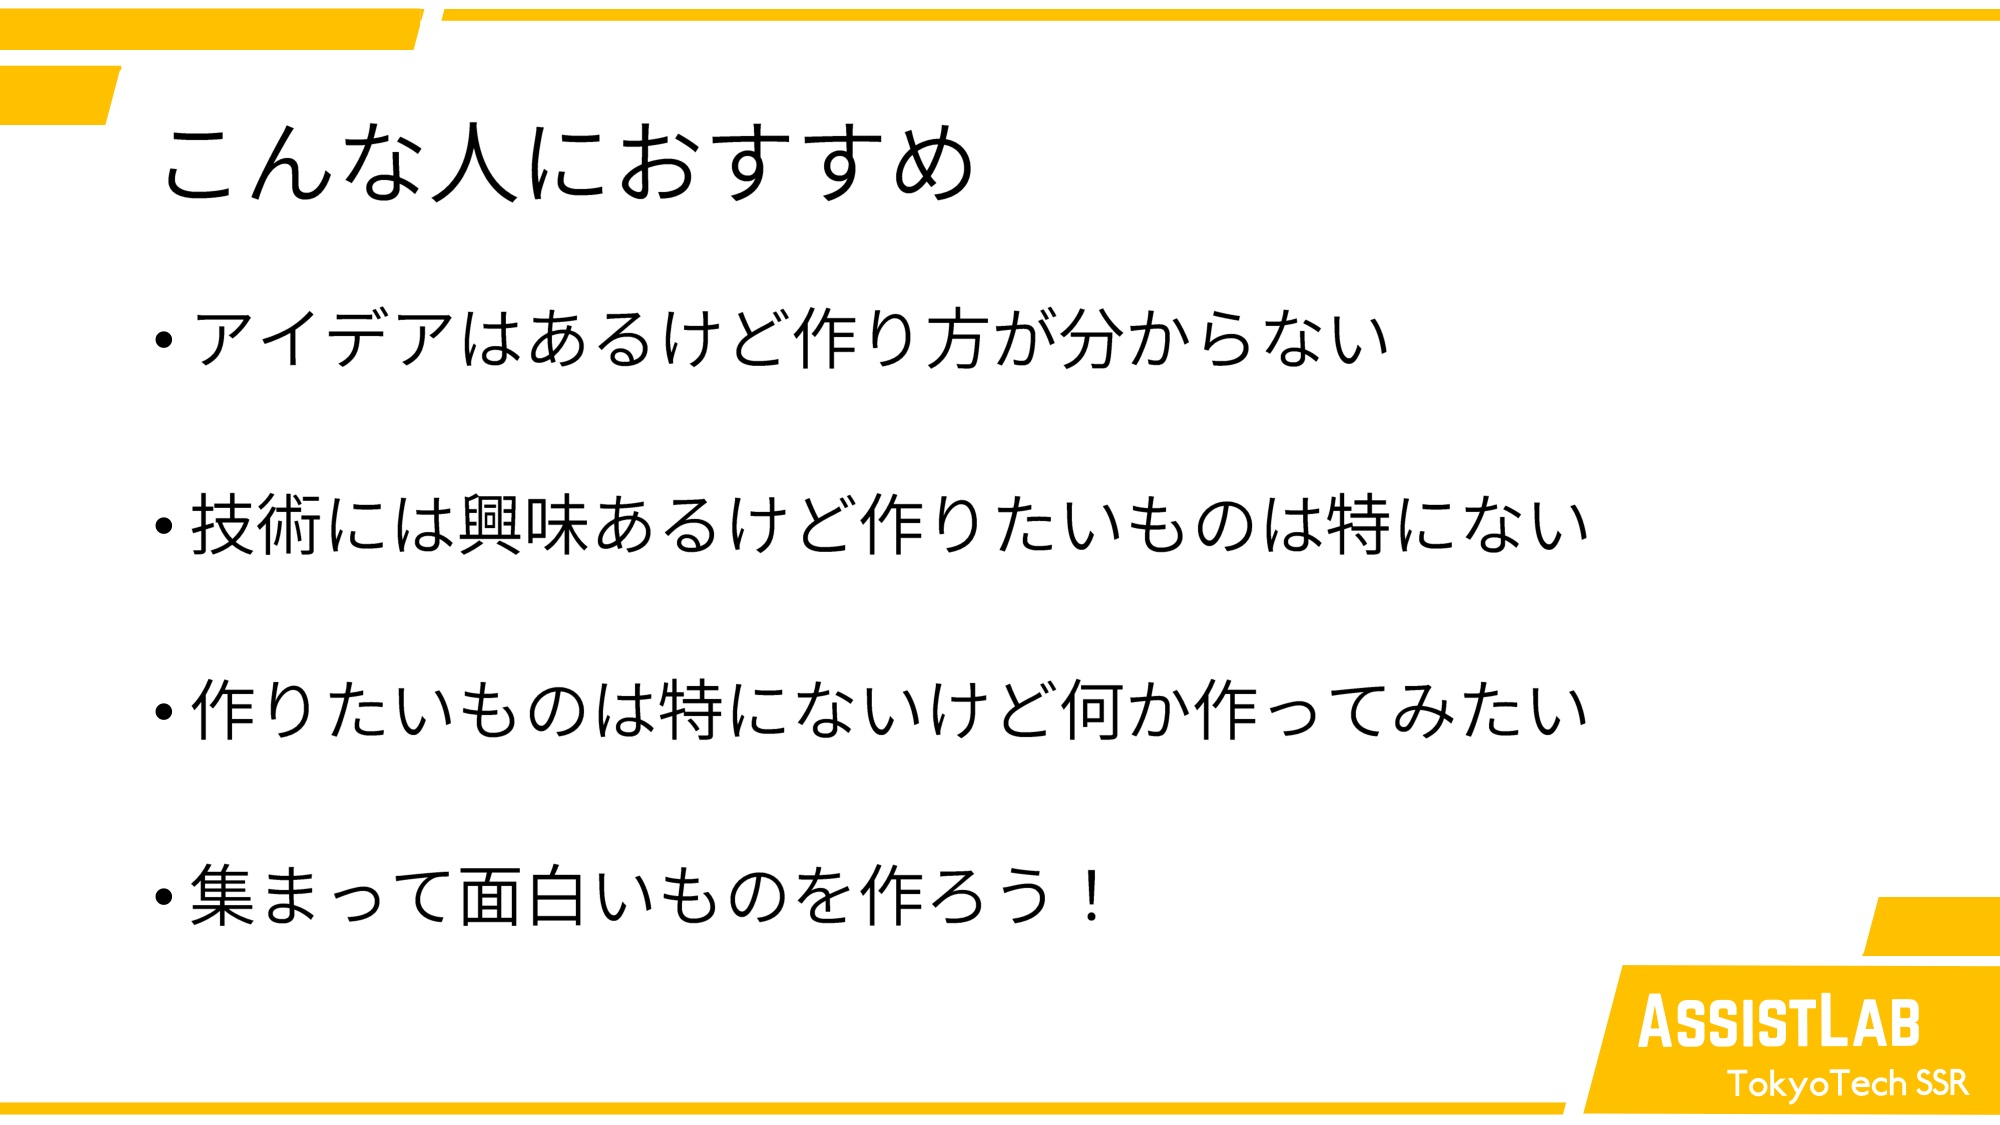 こんな人におすすめ
• アイデアはあるけど作り方が分からない
• 技術には興味あるけど作りたいものは特にない
• 作りたいものは特にないけど何か作ってみたい
• 集まって面白いものを作ろう！
ASSISTLAB
TokyoTech SSR